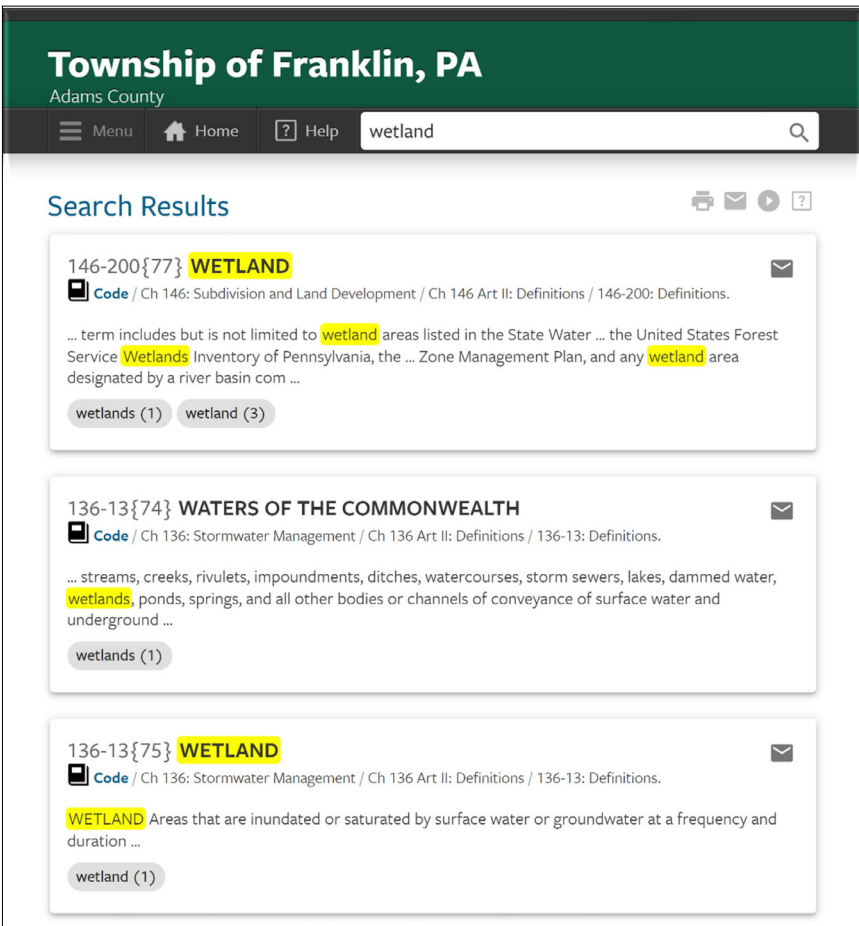 Township of Franklin, PA
Adams County
Menu Home ? Help wetland
Search Results ?
146-200{77} WETLAND
Code / Ch 146: Subdivision and Land Development / Ch 146 Art II: Definitions / 146-200: Definitions.
... term includes but is not limited to wetland areas listed in the State Water ... the United States Forest
Service Wetlands Inventory of Pennsylvania, the ... Zone Management Plan, and any wetland area
designated by a river basin com ...
wetlands (1) wetland (3)
136-13{74} WATERS OF THE COMMONWEALTH
Code / Ch 136: Stormwater Management / Ch 136 Art II: Definitions / 136-13: Definitions.
... streams, creeks, rivulets, impoundments, ditches, watercourses, storm sewers, lakes, dammed water,
wetlands, ponds, springs, and all other bodies or channels of conveyance of surface water and
underground ...
wetlands (1)
136-13{75} WETLAND
Code / Ch 136: Stormwater Management / Ch 136 Art II: Definitions / 136-13: Definitions.
WETLAND Areas that are inundated or saturated by surface water or groundwater at a frequency and
duration ...
wetland (1)